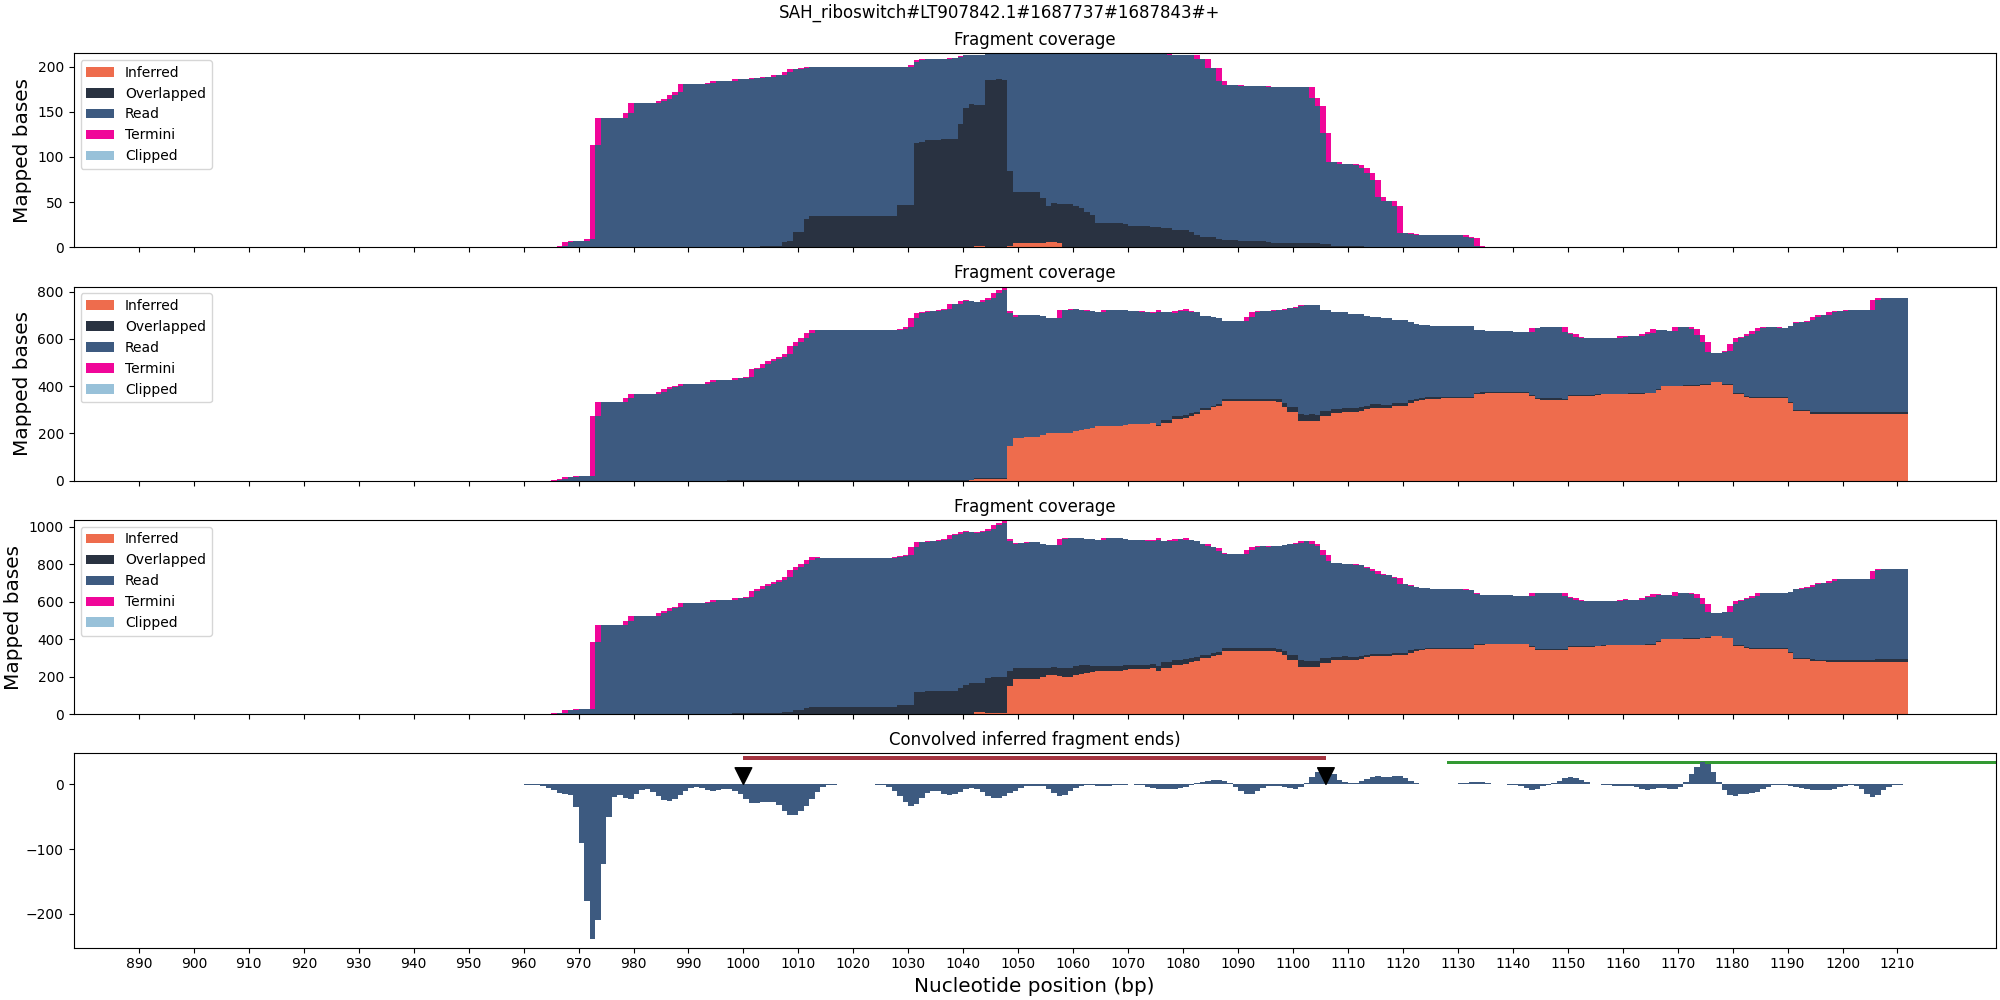 SAH_riboswitch#LT907842.1#1687737#1687843#+
Fragment coverage
Mapped bases
200
150
100
50
0
Inferred
Overlapped
Read
Termini
Clipped
Fragment coverage
Mapped bases
800
600
400
200
0
Inferred
Overlapped
Read
Termini
Clipped
Fragment coverage
Mapped bases
1000
800
600
400
200
0
Inferred
Overlapped
Read
Termini
Clipped
Convolved inferred fragment ends)
0
−100
−200
890 900 910 920 930 940 950 960 970 980 990 1000 1010 1020 1030 1040 1050 1060 1070 1080 1090 1100 1110 1120 1130 1140 1150 1160 1170 1180 1190 1200 1210
Nucleotide position (bp)